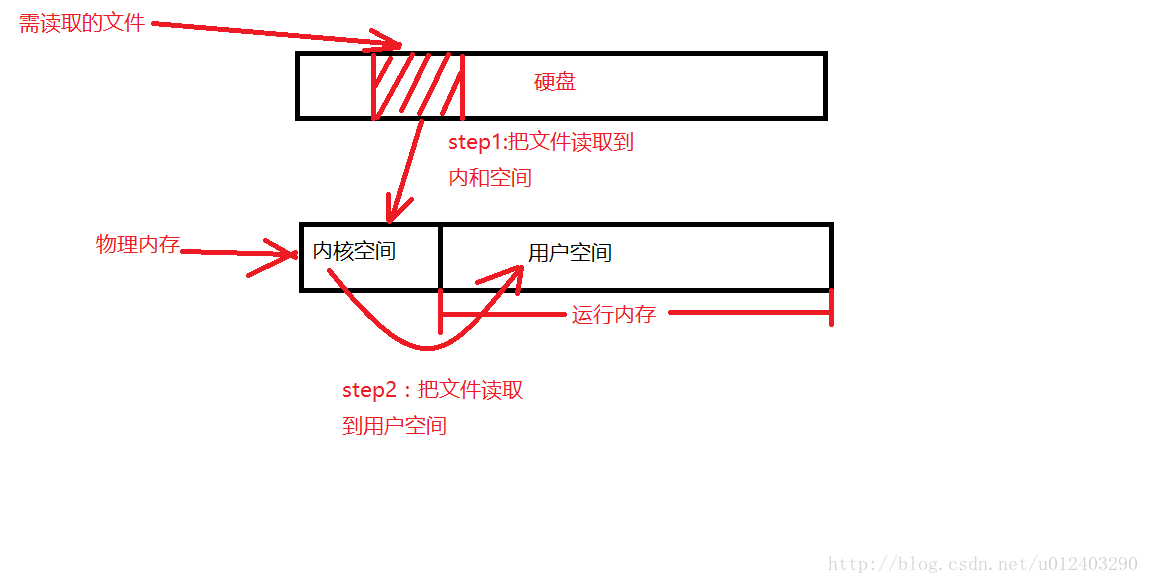 需读取的文件
硬盘
step1:把文件读取到
内和空间
物理内存
内核空间
用户空间
运行内存
step2：把文件读取
到用户空间
http://blog.csdn.net/u012403290